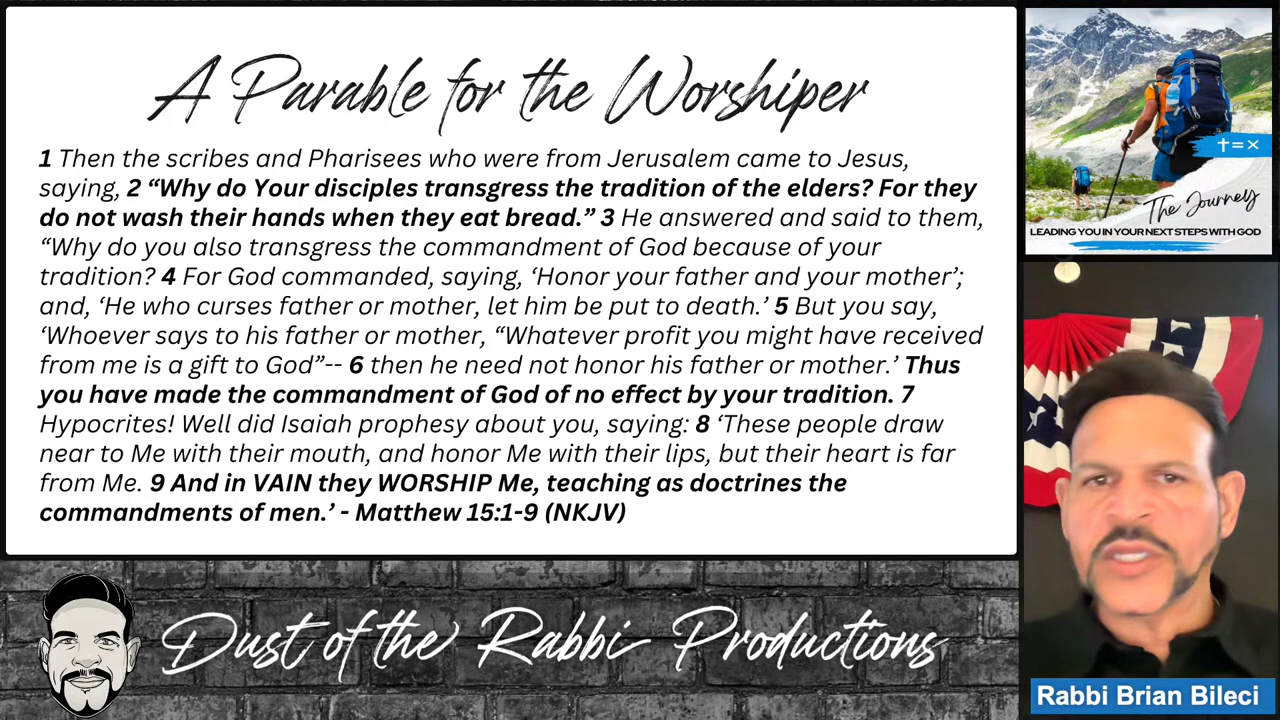 A Parable for the Worshiper
1 Then the scribes and Pharisees who were from Jerusalem came to Jesus,
saying, 2 “Why do Your disciples transgress the tradition of the elders? For they
do not wash their hands when they eat bread.” 3 He answered and said to them,
“Why do you also transgress the commandment of God because of your
tradition? 4 For God commanded, saying, ‘Honor your father and your mother’;
and, ‘He who curses father or mother, let him be put to death.’ 5 But you say,
‘Whoever says to his father or mother, “Whatever profit you might have received
from me is a gift to God”-- 6 then he need not honor his father or mother.’ Thus
you have made the commandment of God of no effect by your tradition. 7
Hypocrites! Well did Isaiah prophesy about you, saying: 8 ‘These people draw
near to Me with their mouth, and honor Me with their lips, but their heart is far
from Me. 9 And in VAIN they WORSHIP Me, teaching as doctrines the
commandments of men.’ - Matthew 15:1-9 (NKJV)
†=×
The Journey
LEADING YOU IN YOUR NEXT STEPS WITH GOD
Dust of the Rabbi Productions
Rabbi Brian Bileci